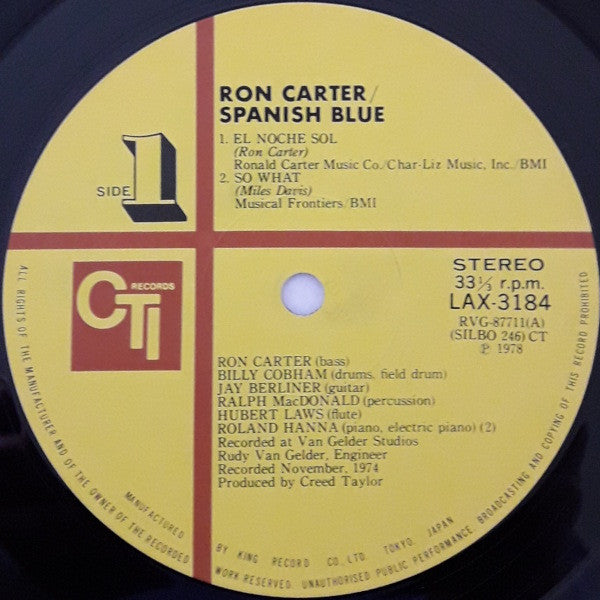 RON CARTER/
SPANISH BLUE
1. EL NOCHE SOL
(Ron Carter)
Ronald Carter Music Co./Char-Liz Music, Inc./BMI
2. SO WHAT
(Miles Davis)
Musical Frontiers/BMI
SIDE 1
CTI RECORDS
STEREO
33 1/3 r.p.m.
LAX-3184
RVG-87711(A)
(SILBO 246) CT
Ⓟ 1978
RON CARTER (bass)
BILLY COBHAM (drums, field drum)
JAY BERLINER (guitar)
RALPH MacDONALD (percussion)
HUBERT LAWS (flute)
ROLAND HANNA (piano, electric piano) (2)
Recorded at Van Gelder Studios
Rudy Van Gelder, Engineer
Recorded November, 1974
Produced by Creed Taylor
MANUFACTURED BY KING RECORD CO., LTD. TOKYO, JAPAN
ALL RIGHTS OF THE MANUFACTURER AND OF THE OWNER OF THE RECORDED WORK RESERVED. UNAUTHORISED PUBLIC PERFORMANCE, BROADCASTING AND COPYING OF THIS RECORD PROHIBITED